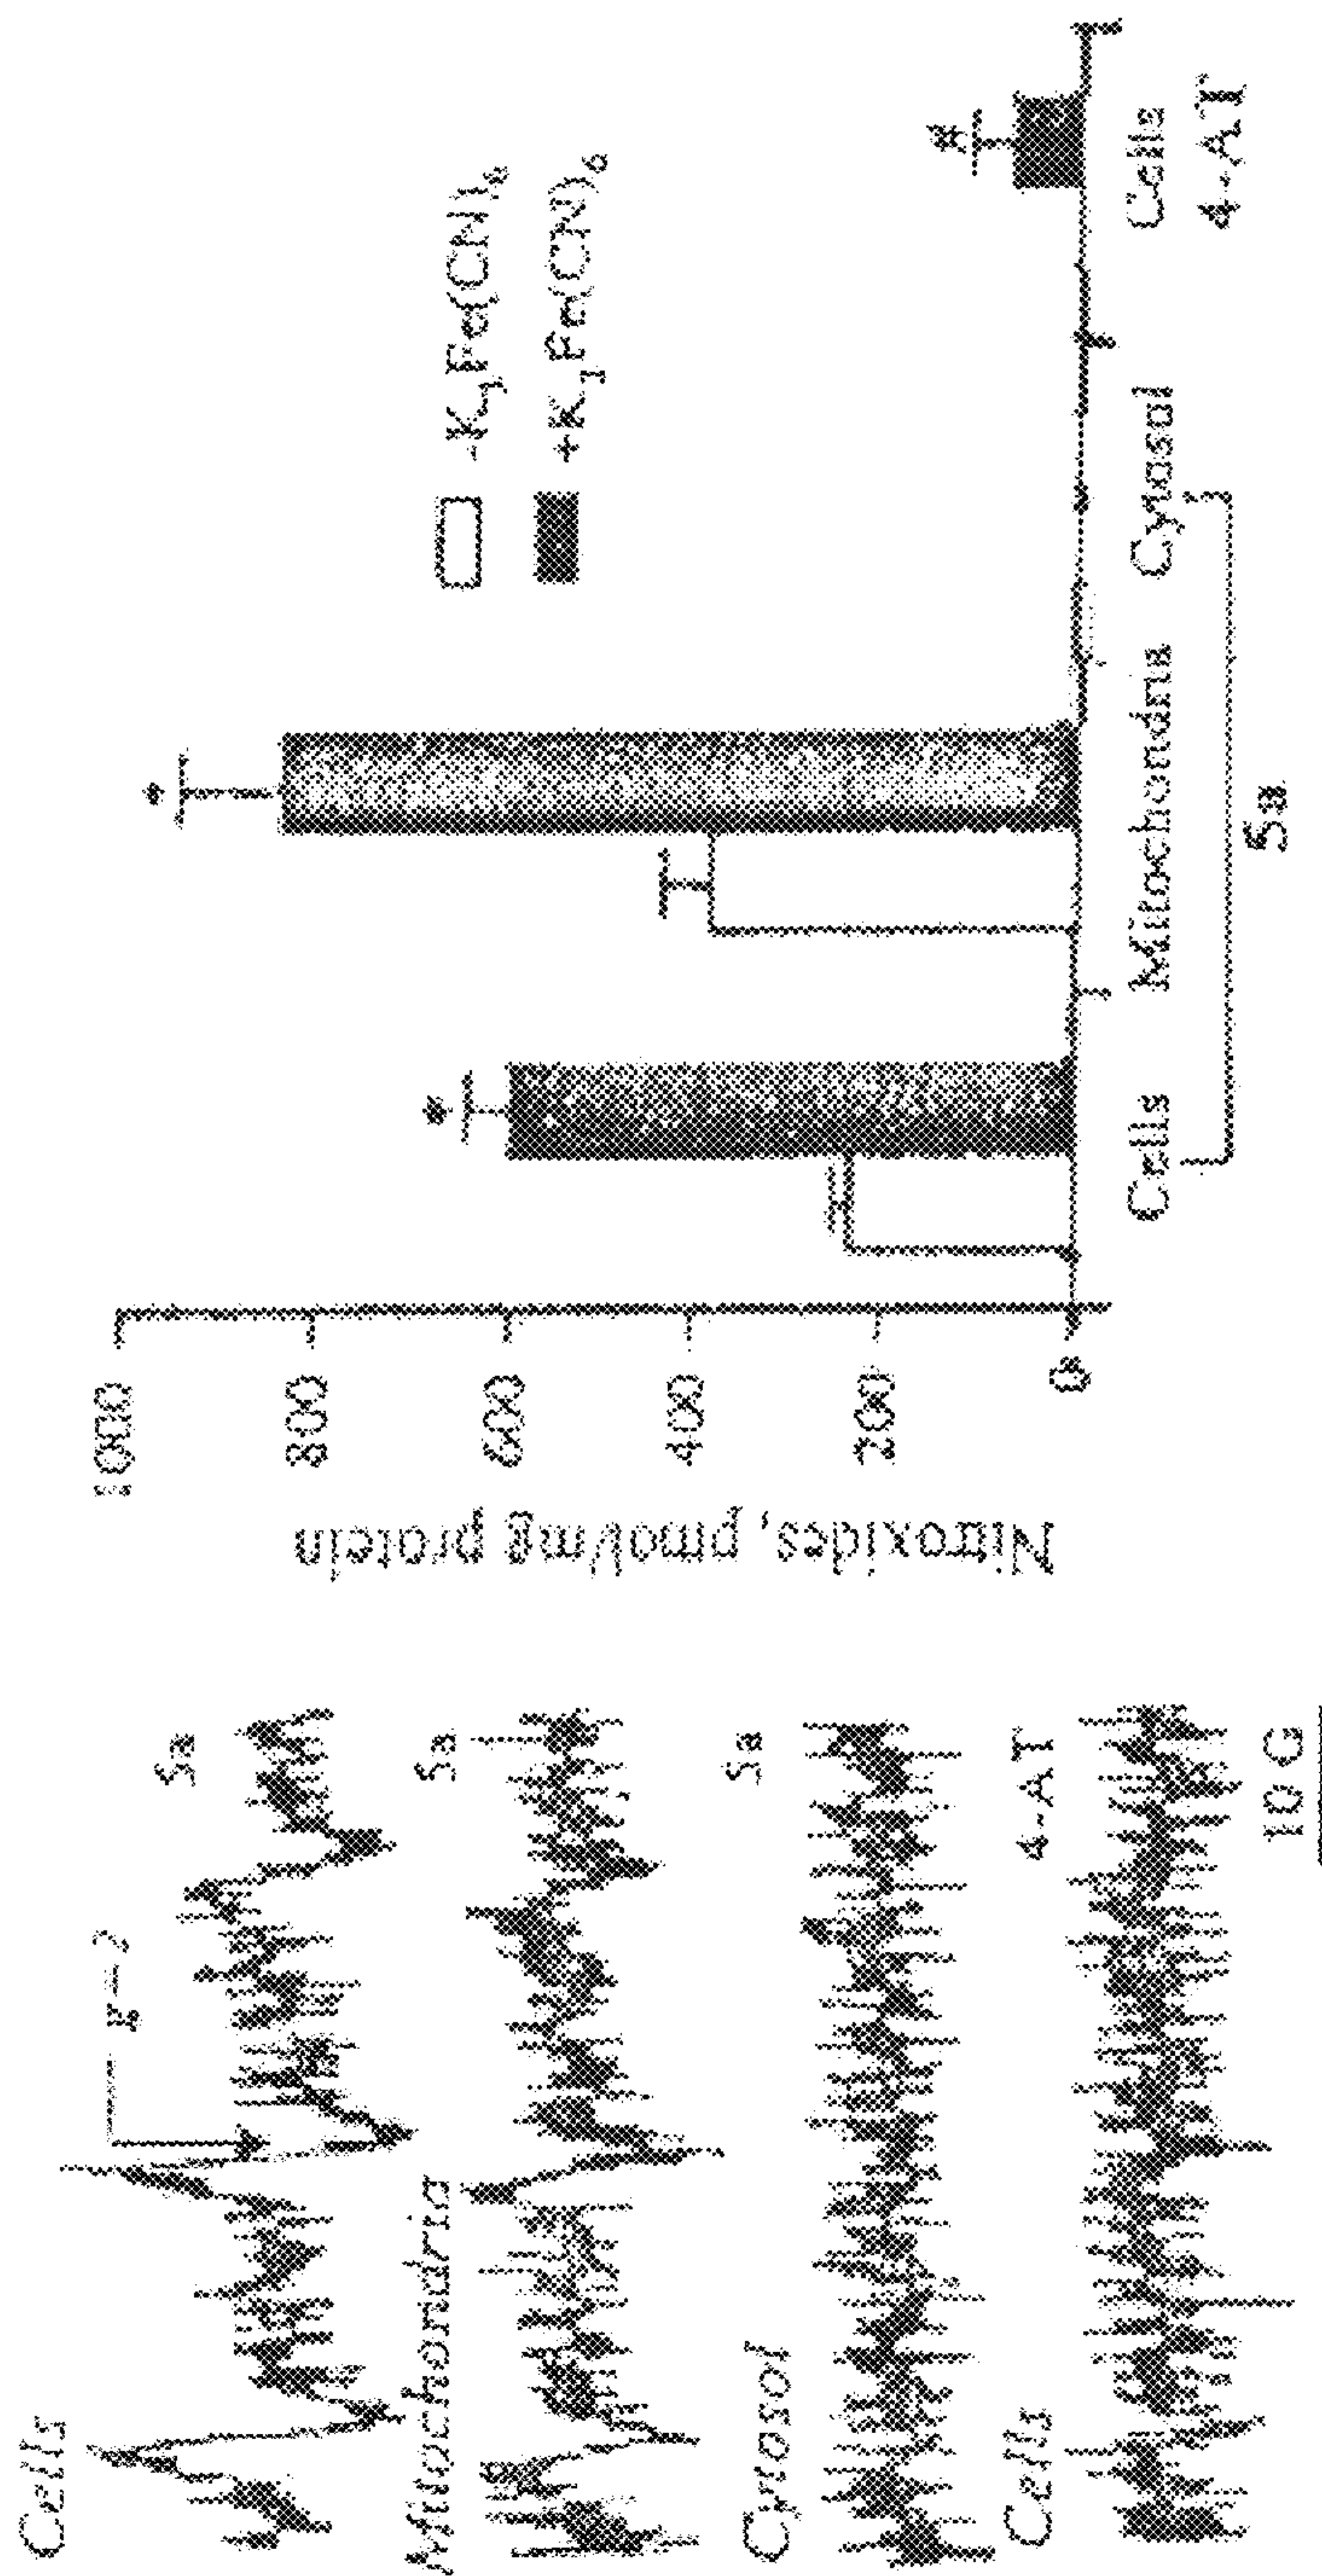 Cells
5a
g=2
Mitochondria
5a
Cytosol
5a
Cells
4-AT
10 G
Nitroxides, pmol/mg protein
1000
800
600
400
200
0
-K3Fe(CN)6
+K3Fe(CN)6
*
*
#
Cells
Mitochondria
Cytosol
Cells
4-AT
5a